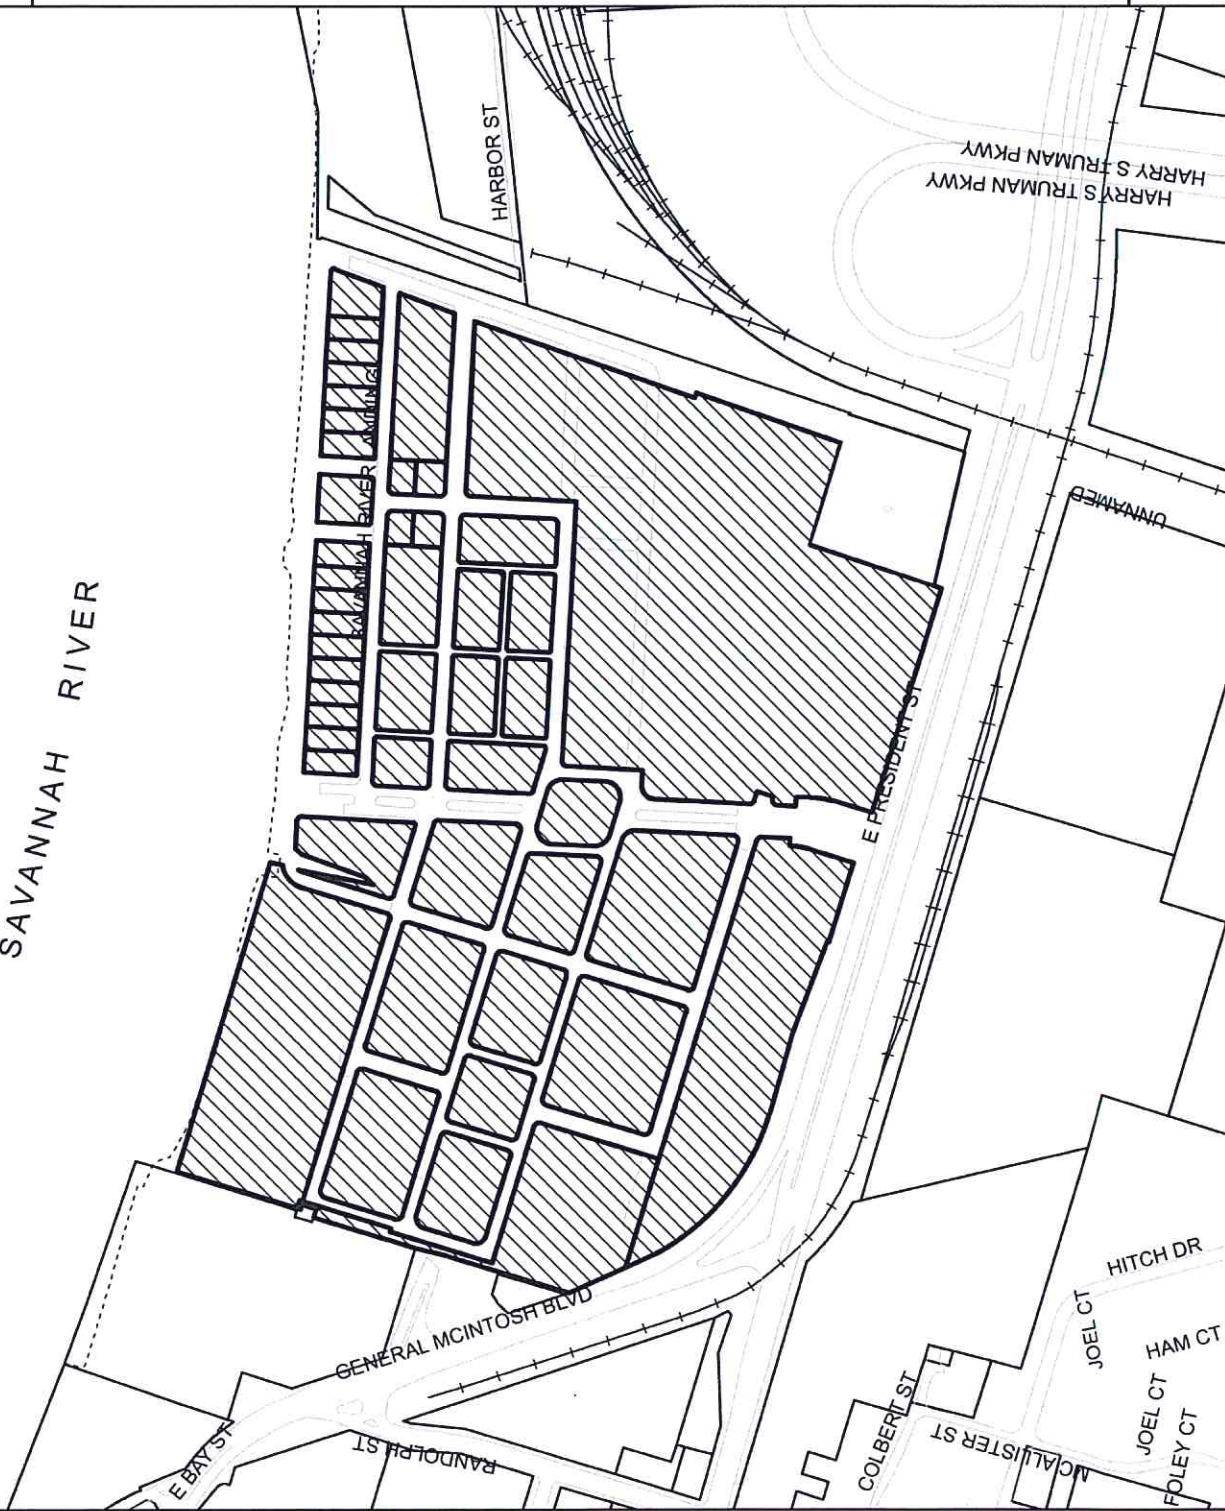 HARBOR ST
HARRY S TRUMAN PKWY
HARRY S TRUMAN PKWY
UNNAMED
SAVANNAH RIVER LANDING
SAVANNAH RIVER
E PRESIDENT ST
GENERAL MCINTOSH BLVD
HITCH DR
JOEL CT
HAM CT
JOEL CT
FOLEY CT
COLBERT ST
MCALLISTER ST
RANDOLPH ST
E BAY ST